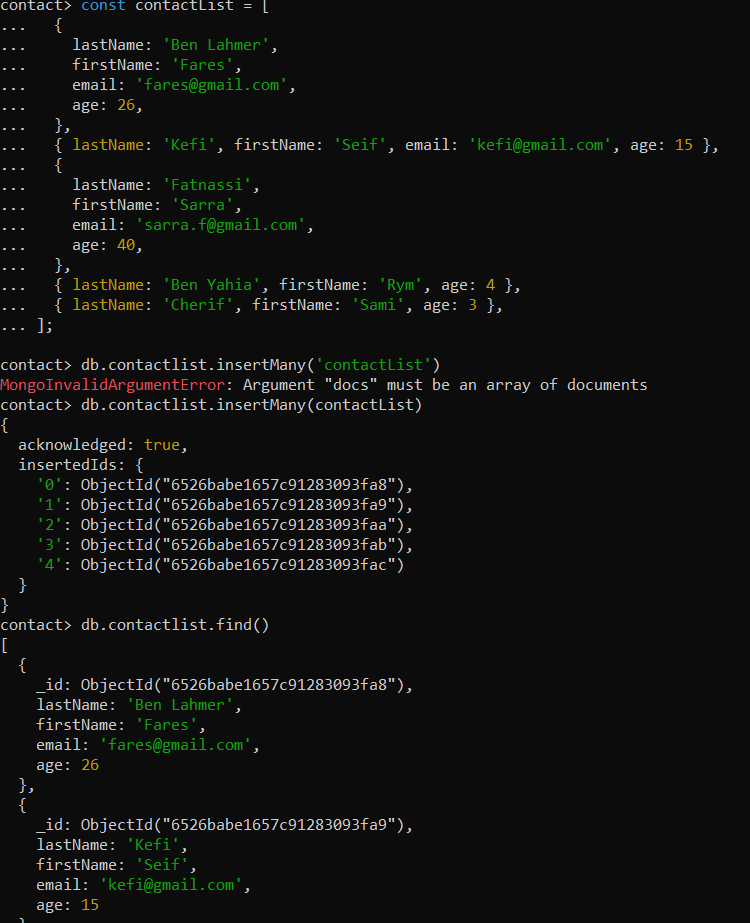 contact> const contactList = [
...   {
...     lastName: 'Ben Lahmer',
...     firstName: 'Fares',
...     email: 'fares@gmail.com',
...     age: 26,
...   },
...   { lastName: 'Kefi', firstName: 'Seif', email: 'kefi@gmail.com', age: 15 },
...   {
...     lastName: 'Fatnassi',
...     firstName: 'Sarra',
...     email: 'sarra.f@gmail.com',
...     age: 40,
...   },
...   { lastName: 'Ben Yahia', firstName: 'Rym', age: 4 },
...   { lastName: 'Cherif', firstName: 'Sami', age: 3 },
... ];
contact> db.contactlist.insertMany('contactList')
MongoInvalidArgumentError: Argument "docs" must be an array of documents
contact> db.contactlist.insertMany(contactList)
{
  acknowledged: true,
  insertedIds: {
    '0': ObjectId("6526babe1657c91283093fa8"),
    '1': ObjectId("6526babe1657c91283093fa9"),
    '2': ObjectId("6526babe1657c91283093faa"),
    '3': ObjectId("6526babe1657c91283093fab"),
    '4': ObjectId("6526babe1657c91283093fac")
  }
}
contact> db.contactlist.find()
[
  {
    _id: ObjectId("6526babe1657c91283093fa8"),
    lastName: 'Ben Lahmer',
    firstName: 'Fares',
    email: 'fares@gmail.com',
    age: 26
  },
  {
    _id: ObjectId("6526babe1657c91283093fa9"),
    lastName: 'Kefi',
    firstName: 'Seif',
    email: 'kefi@gmail.com',
    age: 15